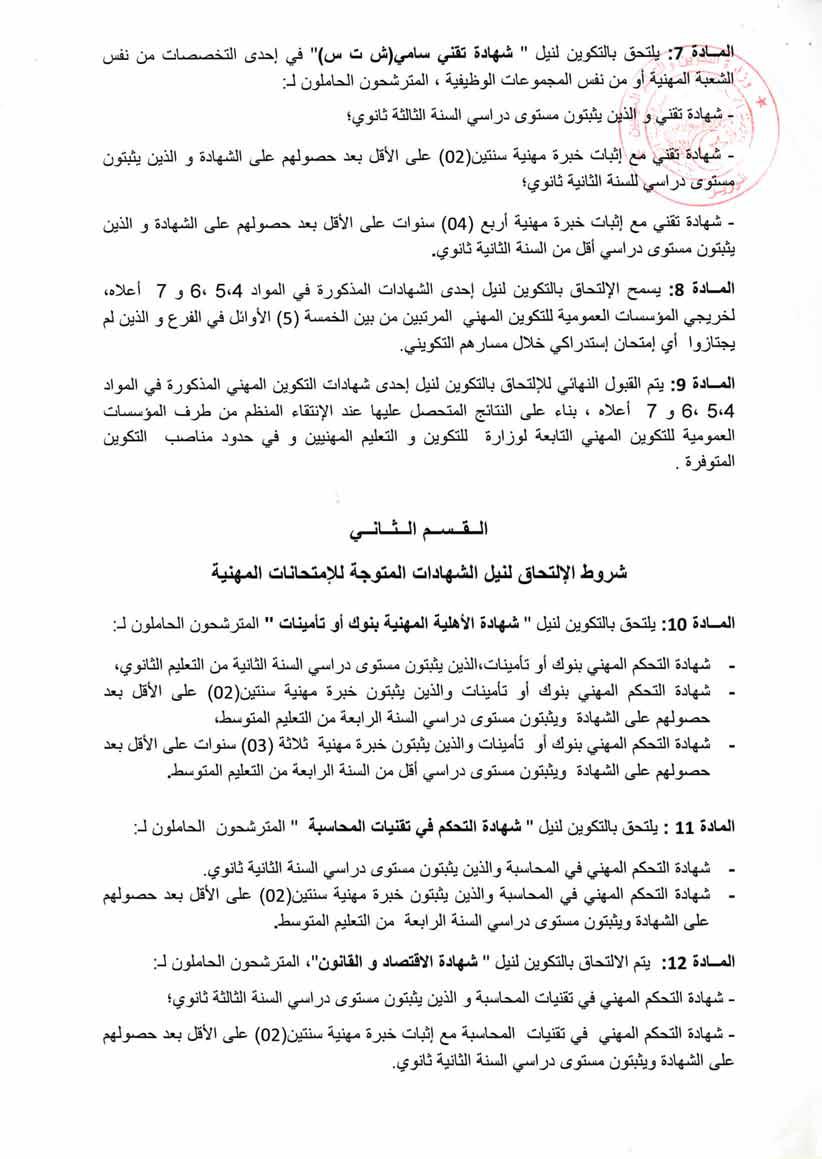 المــادة 7: يلتحق بالتكوين لنيل " شهادة تقني سامي(ش ت س)" في إحدى التخصصات من نفس
الشعبة المهنية أو من نفس المجموعات الوظيفية ، المترشحون الحاملون لـ:
- شهادة تقني و الذين يثبتون مستوى دراسي السنة الثالثة ثانوي؛
- شهادة تقني مع إثبات خبرة مهنية سنتين(02) على الأقل بعد حصولهم على الشهادة و الذين يثبتون
مستوى دراسي للسنة الثانية ثانوي؛
- شهادة تقني مع إثبات خبرة مهنية أربع (04) سنوات على الأقل بعد حصولهم على الشهادة و الذين
يثبتون مستوى دراسي أقل من السنة الثانية ثانوي.
المــادة 8: يسمح الإلتحاق بالتكوين لنيل إحدى الشهادات المذكورة في المواد 5،4 ،6 و 7 أعلاه،
لخريجي المؤسسات العمومية للتكوين المهني المرتبين من بين الخمسة (5) الأوائل في الفرع و الذين لم
يجتازوا أي إمتحان إستدراكي خلال مسارهم التكويني.
المــادة 9: يتم القبول النهائي للإلتحاق بالتكوين لنيل إحدى شهادات التكوين المهني المذكورة في المواد
5،4 ،6 و 7 أعلاه ، بناء على النتائج المتحصل عليها عند الإنتقاء المنظم من طرف المؤسسات
العمومية للتكوين المهني التابعة لوزارة للتكوين و التعليم المهنيين و في حدود مناصب التكوين
المتوفرة .
الــقــســم الــثــانــي
شروط الإلتحاق لنيل الشهادات المتوجة للإمتحانات المهنية
المــادة 10: يلتحق بالتكوين لنيل " شهادة الأهلية المهنية بنوك أو تأمينات " المترشحون الحاملون لـ:
- شهادة التحكم المهني بنوك أو تأمينات،الذين يثبتون مستوى دراسي السنة الثانية من التعليم الثانوي،
- شهادة التحكم المهني بنوك أو تأمينات والذين يثبتون خبرة مهنية سنتين(02) على الأقل بعد
حصولهم على الشهادة ويثبتون مستوى دراسي السنة الرابعة من التعليم المتوسط،
- شهادة التحكم المهني بنوك أو تأمينات والذين يثبتون خبرة مهنية ثلاثة (03) سنوات على الأقل بعد
حصولهم على الشهادة ويثبتون مستوى دراسي أقل من السنة الرابعة من التعليم المتوسط.
المادة 11 : يلتحق بالتكوين لنيل " شهادة التحكم في تقنيات المحاسبة " المترشحون الحاملون لـ:
- شهادة التحكم المهني في المحاسبة والذين يثبتون مستوى دراسي السنة الثانية ثانوي.
- شهادة التحكم المهني في المحاسبة والذين يثبتون خبرة مهنية سنتين(02) على الأقل بعد حصولهم
على الشهادة ويثبتون مستوى دراسي السنة الرابعة من التعليم المتوسط.
المــادة 12: يتم الالتحاق بالتكوين لنيل " شهادة الاقتصاد و القانون"، المترشحون الحاملون لـ:
- شهادة التحكم المهني في تقنيات المحاسبة و الذين يثبتون مستوى دراسي السنة الثالثة ثانوي؛
- شهادة التحكم المهني في تقنيات المحاسبة مع إثبات خبرة مهنية سنتين(02) على الأقل بعد حصولهم
على الشهادة ويثبتون مستوى دراسي السنة الثانية ثانوي.